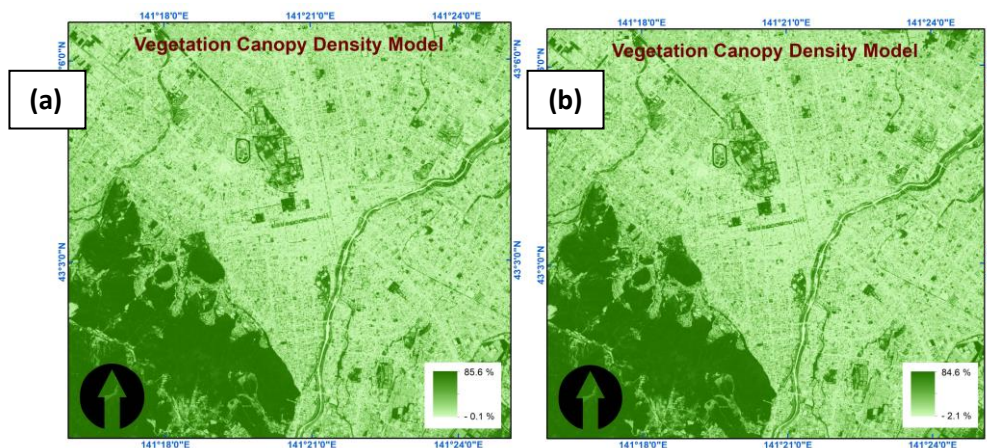 141°18'0"E 141°21'0"E 141°24'0"E
Vegetation Canopy Density Model
(a)
43°6'0"N
43°3'0"N
85.6 %
- 0.1 %
141°18'0"E 141°21'0"E 141°24'0"E
141°18'0"E 141°21'0"E 141°24'0"E
Vegetation Canopy Density Model
(b)
43°6'0"N
43°3'0"N
43°6'0"N
43°3'0"N
84.6 %
- 2.1 %
141°18'0"E 141°21'0"E 141°24'0"E